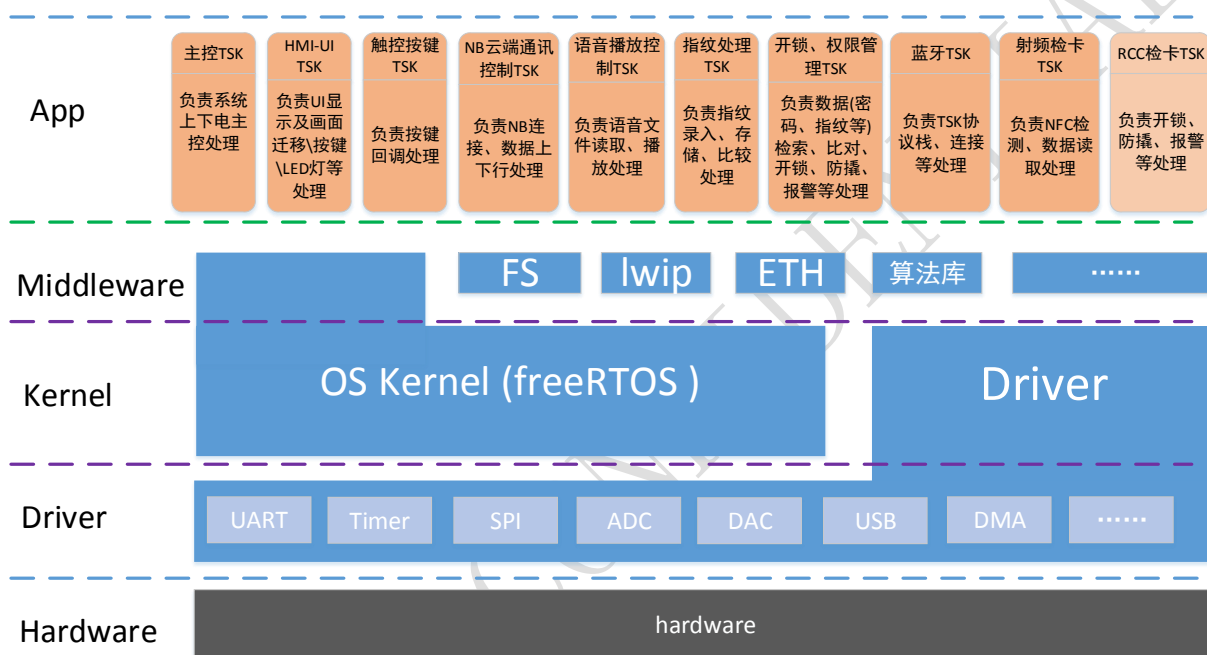 App
主控TSK
负责系统
上下电主
控处理
HMI-UI
TSK
负责UI显
示及画面
迁移\按键
\LED灯等
处理
触控按键
TSK
负责按键
回调处理
NB云端通讯
控制TSK
负责NB连
接、数据上
下行处理
语音播放控
制TSK
负责语音文
件读取、播
放处理
指纹处理
TSK
负责指纹
录入、存
储、比较
处理
开锁、权限管
理TSK
负责数据(密
码、指纹等)
检索、比对、
开锁、防撬、
报警等处理
蓝牙TSK
负责TSK协
议栈、连接
等处理
射频检卡
TSK
负责NFC检
测、数据读
取处理
RCC检卡TSK
负责开锁、
防撬、报警
等处理
Middleware
FS
lwip
ETH
算法库
······
Kernel
OS Kernel (freeRTOS )
Driver
Driver
UART
Timer
SPI
ADC
DAC
USB
DMA
······
Hardware
hardware